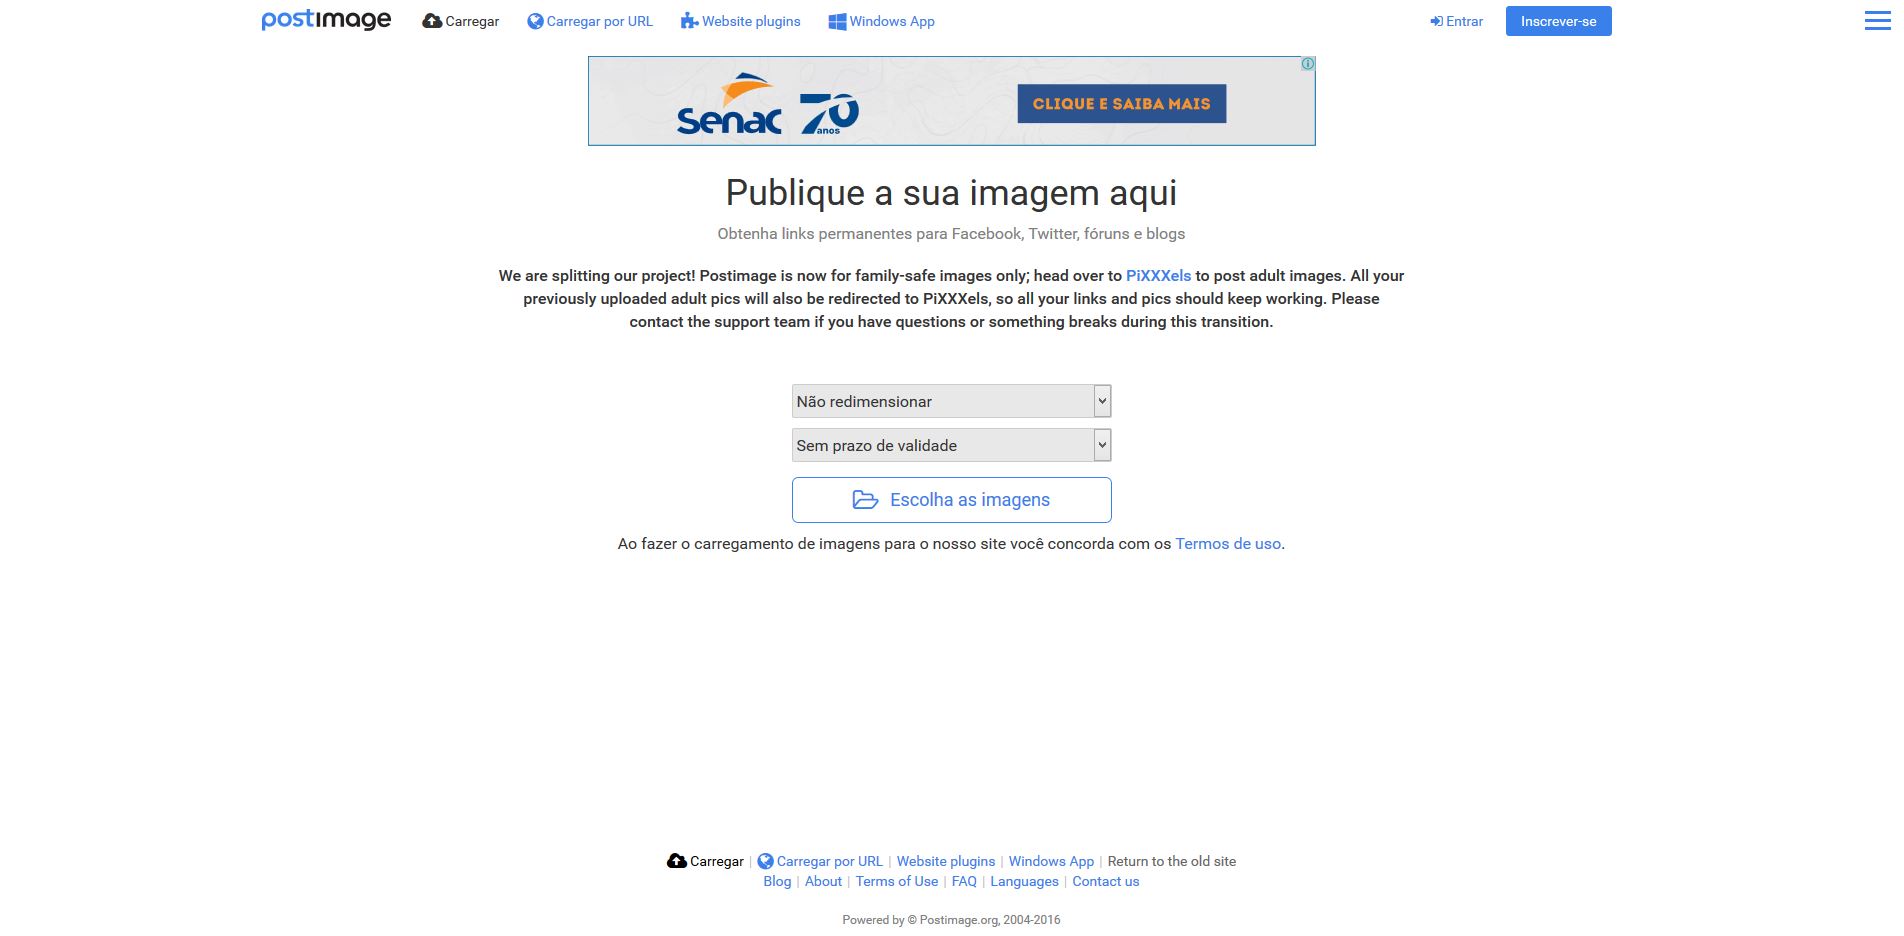 postimage Carregar Carregar por URL Website plugins Windows App Entrar Inscrever-se
Senac 70 anos CLIQUE E SAIBA MAIS
Publique a sua imagem aqui
Obtenha links permanentes para Facebook, Twitter, fóruns e blogs
We are splitting our project! Postimage is now for family-safe images only; head over to PiXXXels to post adult images. All your
previously uploaded adult pics will also be redirected to PiXXXels, so all your links and pics should keep working. Please
contact the support team if you have questions or something breaks during this transition.
Não redimensionar
Sem prazo de validade
Escolha as imagens
Ao fazer o carregamento de imagens para o nosso site você concorda com os Termos de uso.
Carregar | Carregar por URL | Website plugins | Windows App | Return to the old site
Blog | About | Terms of Use | FAQ | Languages | Contact us
Powered by © Postimage.org, 2004-2016